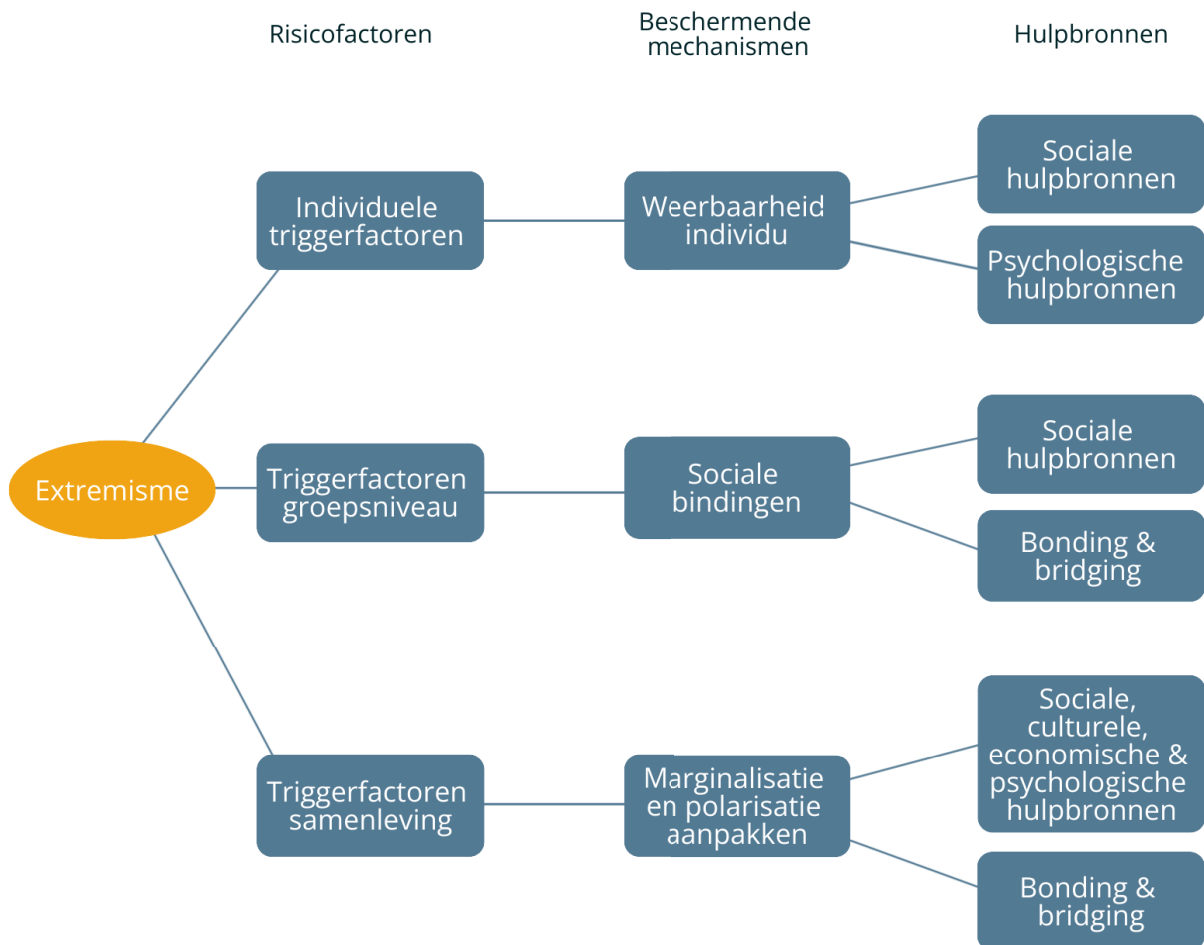 Risicofactoren
Beschermende
mechanismen
Hulpbronnen
Individuele
triggerfactoren
Weerbaarheid
individu
Sociale
hulpbronnen
Psychologische
hulpbronnen
Extremisme
Triggerfactoren
groepsniveau
Sociale
bindingen
Sociale
hulpbronnen
Bonding &
bridging
Triggerfactoren
samenleving
Marginalisatie
en polarisatie
aanpakken
Sociale,
culturele,
economische &
psychologische
hulpbronnen
Bonding &
bridging